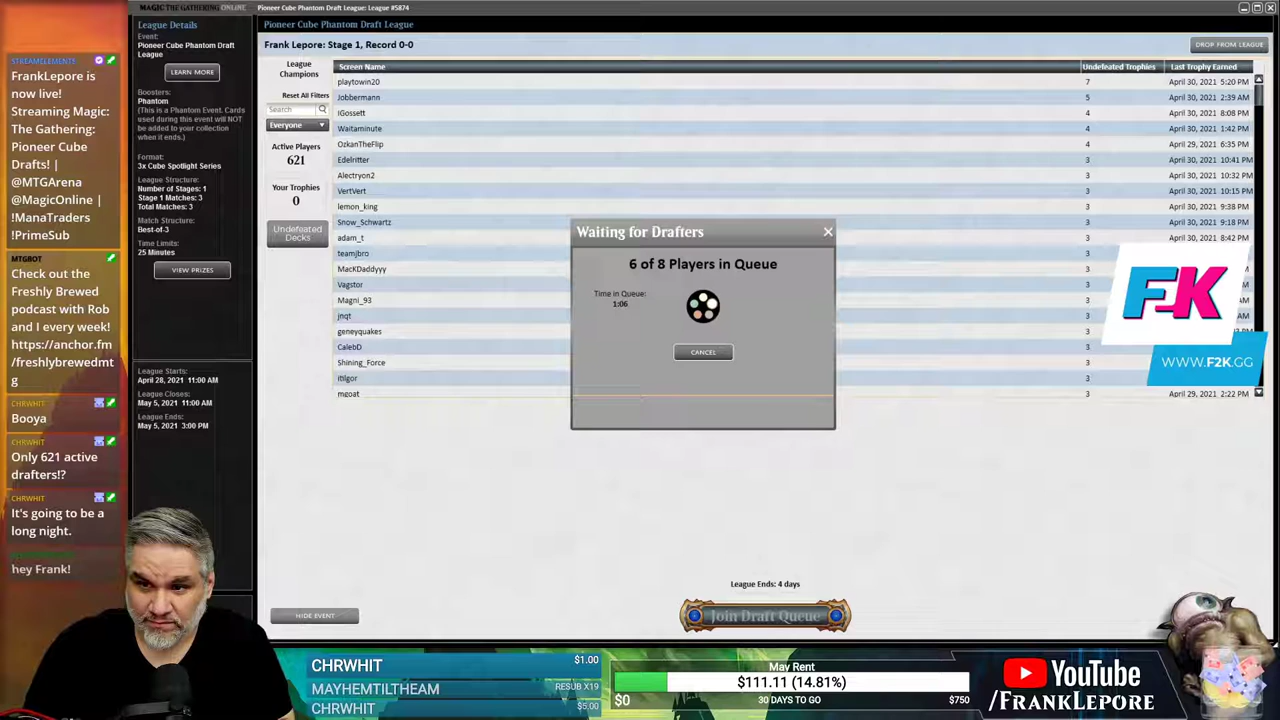 MAGIC THE GATHERING ONLINE
Pioneer Cube Phantom Draft League: League #5874
League Details
Event:
Pioneer Cube Phantom Draft
League
LEARN MORE
Boosters:
Phantom
(This is a Phantom Event. Cards
used during this event will NOT
be added to your collection
when it ends.)
Format:
3x Cube Spotlight Series
League Structure:
Number of Stages: 1
Stage 1 Matches: 3
Total Matches: 3
Match Structure:
Best-of-3
Time Limits:
25 Minutes
VIEW PRIZES
League Starts:
April 28, 2021 11:00 AM
League Closes:
May 5, 2021 11:00 AM
League Ends:
May 5, 2021 3:00 PM
STREAMELEMENTS
FrankLepore is
now live!
Streaming Magic:
The Gathering:
Pioneer Cube
Drafts! |
@MTGArena
@MagicOnline |
!ManaTraders
!PrimeSub
MTGBOT
Check out the
Freshly Brewed
podcast with Rob
and I every week!
https://anchor.fm
/freshlybrewedmt
g
CHRWHIT
Booya
CHRWHIT
Only 621 active
drafters!?
CHRWHIT
It's going to be a
long night.
hey Frank!
Pioneer Cube Phantom Draft League
Frank Lepore: Stage 1, Record 0-0
DROP FROM LEAGUE
League
Champions
Reset All Filters
Search
Everyone
Active Players
621
Your Trophies
0
Undefeated
Decks
Screen Name Undefeated Trophies Last Trophy Earned
playtowin20 7 April 30, 2021 5:20 PM
Jobbermann 5 April 30, 2021 2:39 AM
IGossett 4 April 30, 2021 8:08 PM
Waitaminute 4 April 30, 2021 1:42 PM
OzkanTheFlip 4 April 29, 2021 6:35 PM
Edelritter 3 April 30, 2021 10:41 PM
Alectryon2 3 April 30, 2021 10:32 PM
VertVert 3 April 30, 2021 10:15 PM
lemon_king 3 April 30, 2021 9:38 PM
Snow_Schwartz 3 April 30, 2021 9:18 PM
adam_t 3 April 30, 2021 8:42 PM
teamjbro 3
MacKDaddyyy 3
Vagstor 3
Magni_93 3
jnqt 3
geneyquakes 3
CalebD 3
Shining_Force 3
itilgor 3
mgoat 3 April 29, 2021 2:22 PM
Waiting for Drafters
6 of 8 Players in Queue
Time in Queue:
1:06
CANCEL
F2K
WWW.F2K.GG
League Ends: 4 days
HIDE EVENT
Join Draft Queue
CHRWHIT $1.00
MAYHEMTILTHEAM RESUB X19
CHRWHIT $5.00
May Rent
$111.11 (14.81%)
$0 30 DAYS TO GO $750
YouTube
/FRANKLEPORE